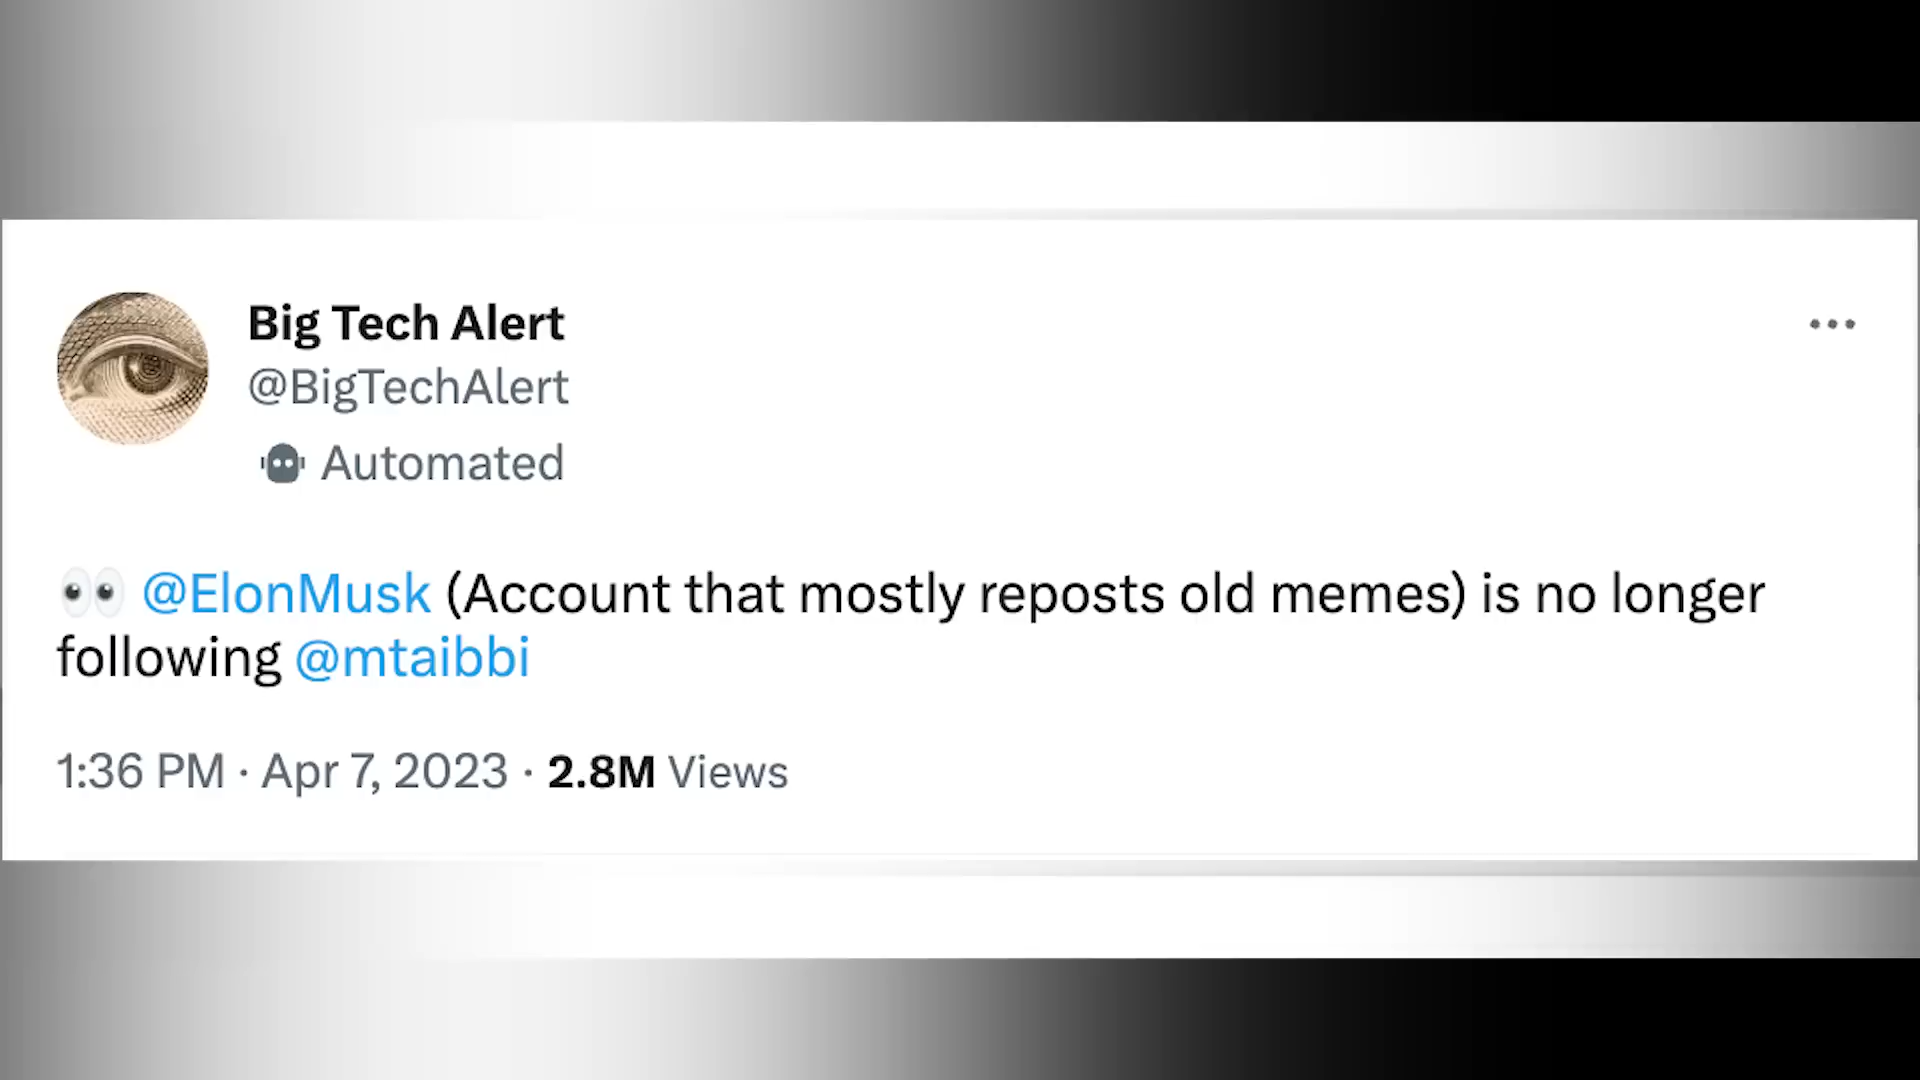 Big Tech Alert
@BigTechAlert
Automated
👀 @ElonMusk (Account that mostly reposts old memes) is no longer
following @mtaibbi
1:36 PM · Apr 7, 2023 · 2.8M Views